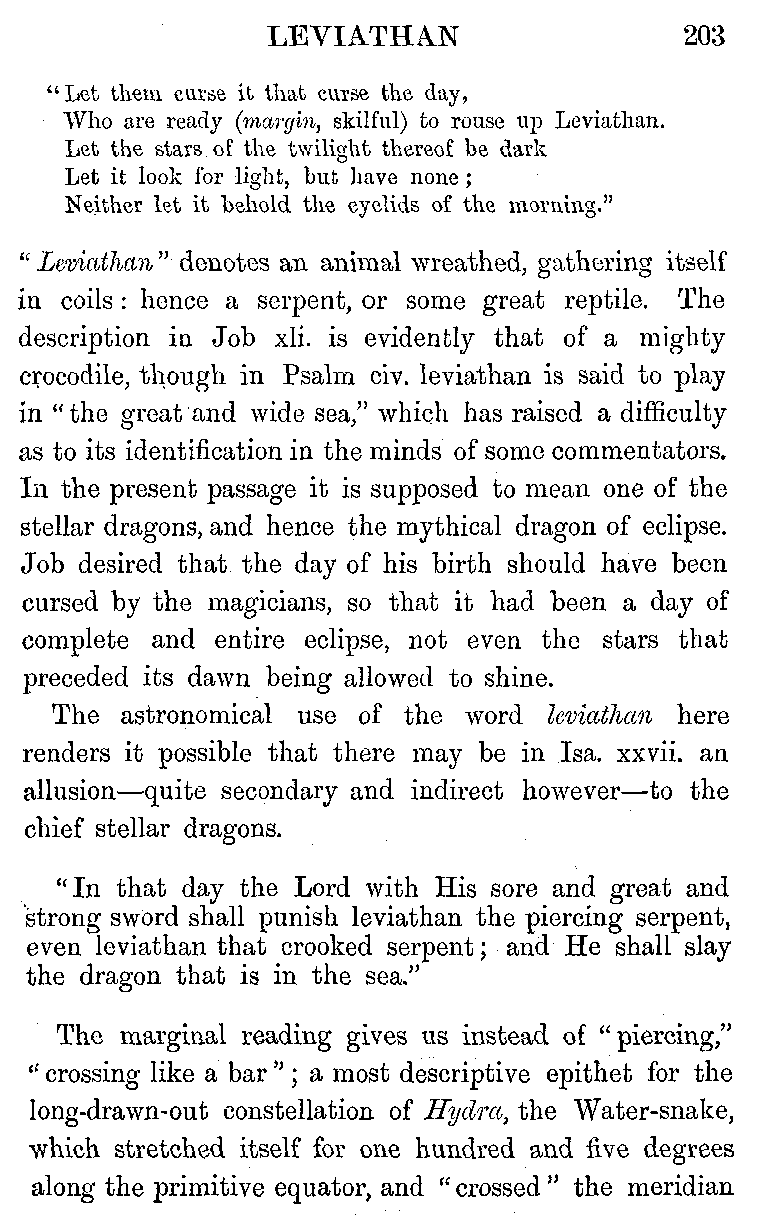 LEVIATHAN 203
“Let them curse it that curse the day,
Who are ready (margin, skilful) to rouse up Leviathan.
Let the stars of the twilight thereof be dark
Let it look for light, but have none;
Neither let it behold the eyelids of the morning.”
“Leviathan” denotes an animal wreathed, gathering itself
in coils: hence a serpent, or some great reptile. The
description in Job xli. is evidently that of a mighty
crocodile, though in Psalm civ. leviathan is said to play
in “the great and wide sea,” which has raised a difficulty
as to its identification in the minds of some commentators.
In the present passage it is supposed to mean one of the
stellar dragons, and hence the mythical dragon of eclipse.
Job desired that the day of his birth should have been
cursed by the magicians, so that it had been a day of
complete and entire eclipse, not even the stars that
preceded its dawn being allowed to shine.
The astronomical use of the word leviathan here
renders it possible that there may be in Isa. xxvii. an
allusion—quite secondary and indirect however—to the
chief stellar dragons.
“In that day the Lord with His sore and great and
strong sword shall punish leviathan the piercing serpent,
even leviathan that crooked serpent; and He shall slay
the dragon that is in the sea.”
The marginal reading gives us instead of “piercing,”
“crossing like a bar”; a most descriptive epithet for the
long-drawn-out constellation of Hydra, the Water-snake,
which stretched itself for one hundred and five degrees
along the primitive equator, and “crossed” the meridian